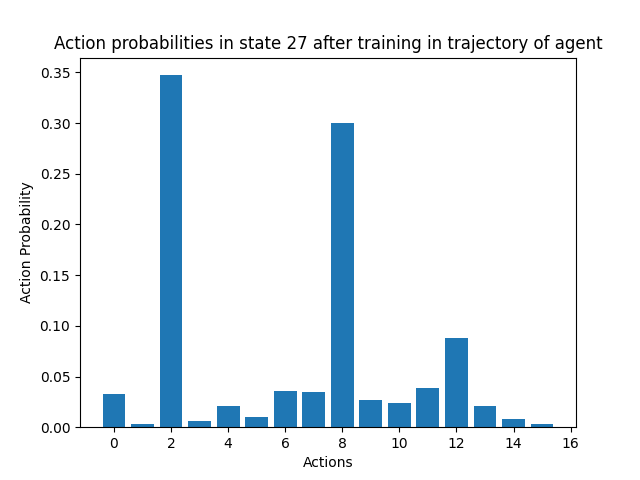 Action probabilities in state 27 after training in trajectory of agent
0.35
0.30
0.25
0.20
0.15
0.10
0.05
0.00
Action Probability
0 2 4 6 8 10 12 14 16
Actions